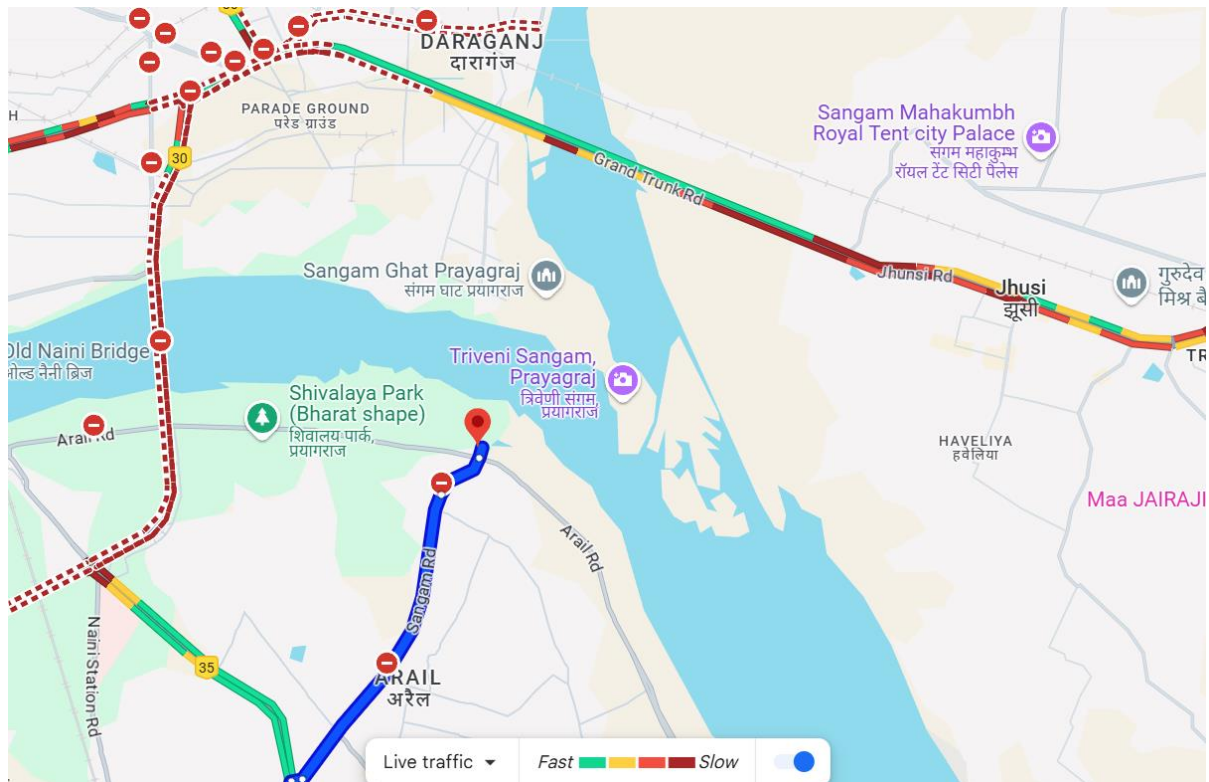 DARAGANJ
दारागंज
PARADE GROUND
परेड ग्राउंड
H
30
Sangam Mahakumbh
Royal Tent city Palace
संगम महाकुम्भ
रॉयल टेंट सिटी पैलेस
Grand Trunk Rd
Sangam Ghat Prayagraj
संगम घाट प्रयागराज
Jhunsi Rd
Jhusi
झूसी
गुरुदेव
मिश्र बै
TR
Old Naini Bridge
ओल्ड नैनी ब्रिज
Triveni Sangam,
Prayagraj
त्रिवेणी संगम,
प्रयागराज
Shivalaya Park
(Bharat shape)
शिवालय पार्क,
प्रयागराज
Arail Rd
HAVELIYA
हवेलिया
Maa JAIRAJI
Arail Rd
Sangam Rd
Naini Station Rd
35
ARAIL
अरैल
Live traffic
Fast
Slow